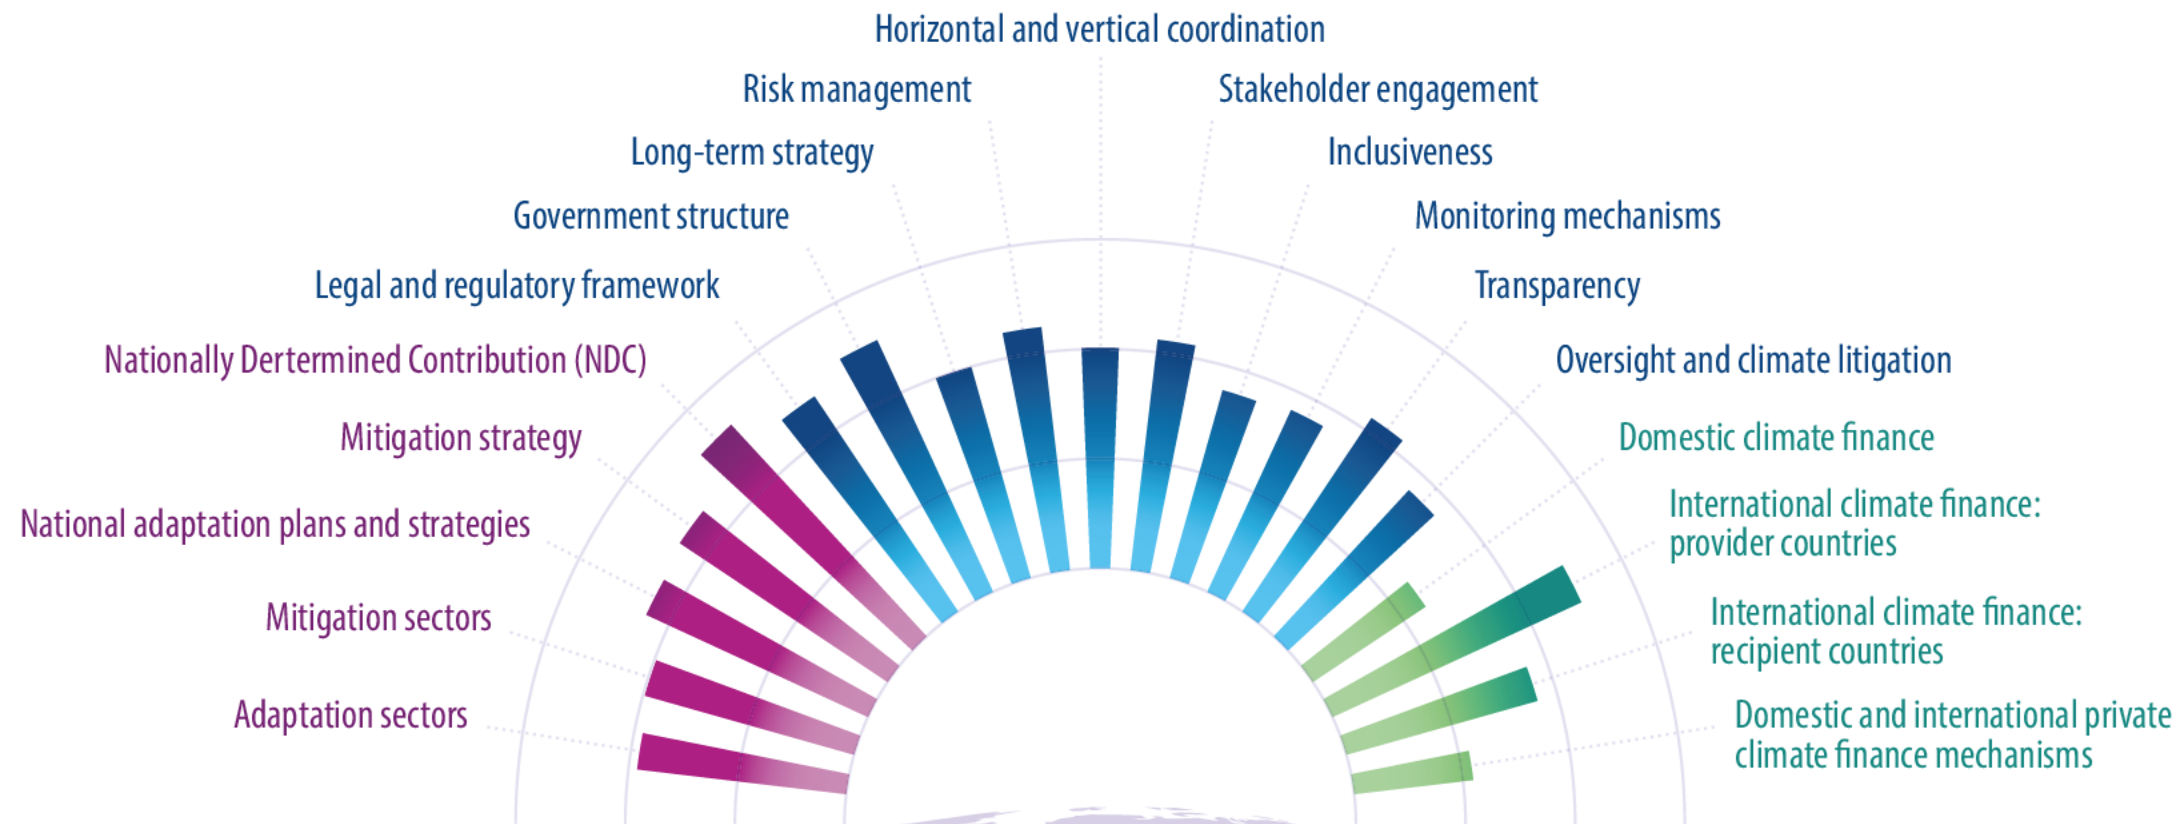 Horizontal and vertical coordination
Risk management
Stakeholder engagement
Long-term strategy
Inclusiveness
Government structure
Monitoring mechanisms
Legal and regulatory framework
Transparency
Nationally Dertermined Contribution (NDC)
Oversight and climate litigation
Mitigation strategy
Domestic climate finance
National adaptation plans and strategies
International climate finance:
provider countries
Mitigation sectors
International climate finance:
recipient countries
Adaptation sectors
Domestic and international private
climate finance mechanisms